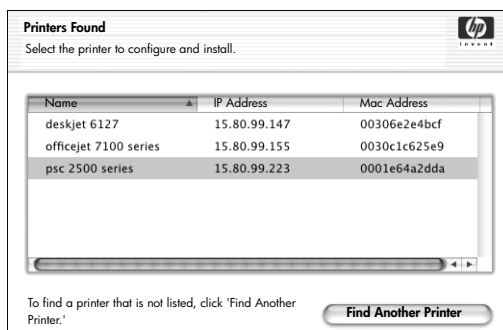 Printers Found
Select the printer to configure and install.
hp
invent
Name IP Address Mac Address
deskjet 6127 15.80.99.147 00306e2e4bcf
officejet 7100 series 15.80.99.155 0030c1c625e9
psc 2500 series 15.80.99.223 0001e64a2dda
To find a printer that is not listed, click 'Find Another
Printer.'
Find Another Printer